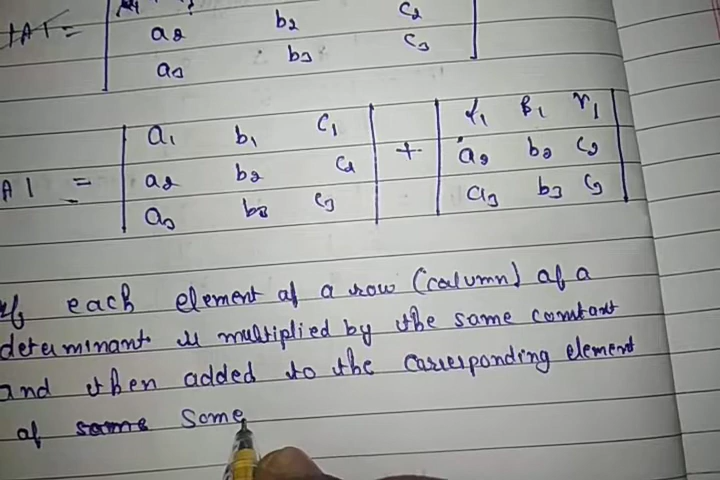 |A| =
a2 b2 c2
a3 b3 c3
a1 b1 c1 + α1 β1 γ1
A| = a2 b2 c2 a2 b2 c2
a3 b3 c3 a3 b3 c3
If each element of a row (column) of a
determinant is multiplied by the same constant
and then added to the corresponding element
of same some